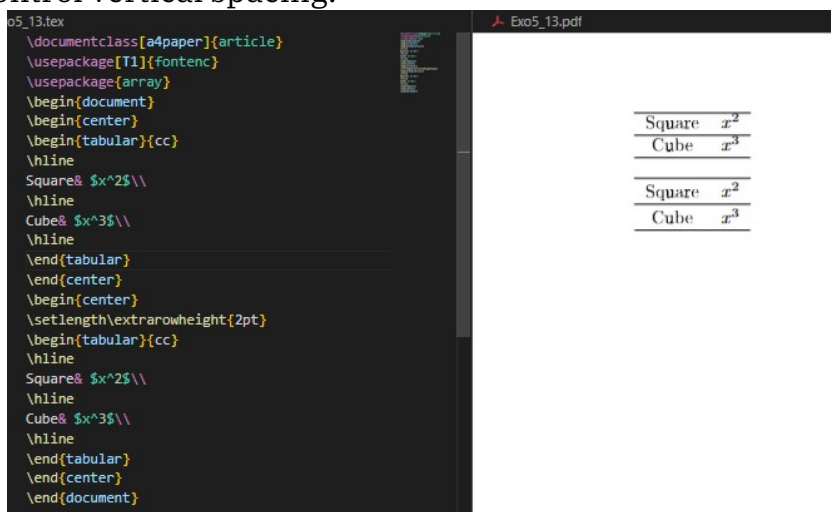 ontrol vertical spacing.
o5_13.tex
\documentclass[a4paper]{article}
\usepackage[T1]{fontenc}
\usepackage{array}
\begin{document}
\begin{center}
\begin{tabular}{cc}
\hline
Square& $x^2$\\
\hline
Cube& $x^3$\\
\hline
\end{tabular}
\end{center}
\begin{center}
\setlength\extrarowheight{2pt}
\begin{tabular}{cc}
\hline
Square& $x^2$\\
\hline
Cube& $x^3$\\
\hline
\end{tabular}
\end{center}
\end{document}
Exo5_13.pdf
Square x²
Cube x³
Square x²
Cube x³